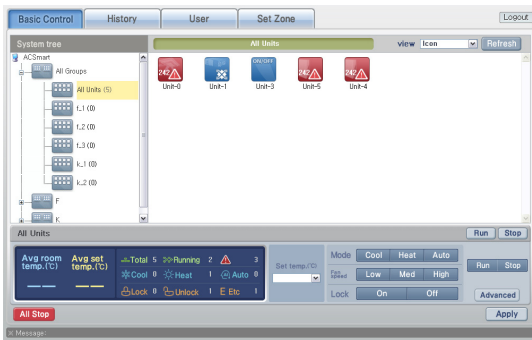 Basic Control History User Set Zone Logout
System tree All Units view Icon Refresh
ACSmart
All Groups
All Units (5)
f_1 (0)
f_2 (0)
f_3 (0)
k_1 (0)
k_2 (0)
F
K
242 ON/OFF 242 242
Unit-0 Unit-1 Unit-3 Unit-5 Unit-4
All Units Run Stop
Avg room temp.(℃) Avg set temp.(℃)
Total 5 Running 2 3
Cool 0 Heat 1 Auto 0
Lock 0 Unlock 1 E Etc 1
Set temp.(℃)
Mode Cool Heat Auto
Fan speed Low Med High
Lock On Off
Run Stop
Advanced
All Stop Apply
Message: